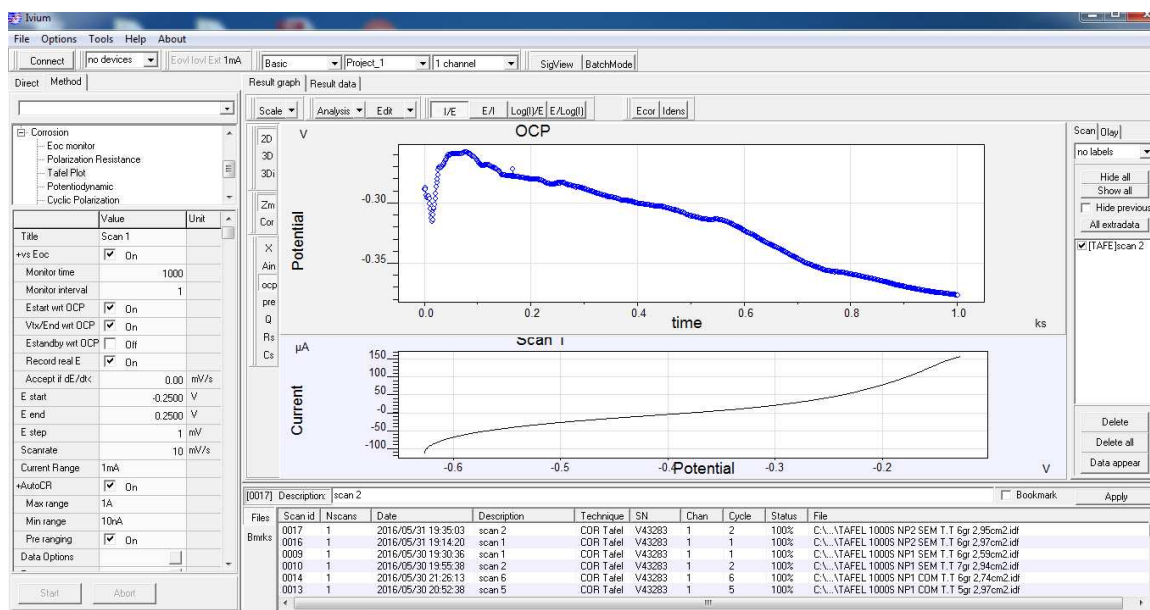 Ivium
File Options Tools Help About
Connect no devices Eovl Iovl Ext 1mA Basic Project_1 1 channel SigView BatchMode
Direct Method
Corrosion
Eoc monitor
Polarization Resistance
Tafel Plot
Potentiodynamic
Cyclic Polarization
Value Unit
Title Scan 1
+vs Eoc On
Monitor time 1000
Monitor interval 1
Estart wrt OCP On
Vtx/End wrt OCP On
Estandby wrt OCP Off
Record real E On
Accept if dE/dt< 0.00 mV/s
E start -0.2500 V
E end 0.2500 V
E step 1 mV
Scanrate 10 mV/s
Current Range 1mA
+AutoCR On
Max range 1A
Min range 10nA
Pre ranging On
Data Options
Start Abort
Result graph Result data
Scale Analysis Edit I/E E/I Log(I)/E E/Log(I) Ecor Idens
2D
3D
3Di
Zm
Cor
X
Ain
ocp
pre
Q
Rs
Cs
V OCP
Potential
-0.30
-0.35
0.0 0.2 0.4 0.6 0.8 1.0
time ks
µA Scan 1
Current
150
100
50
-0
-50
-100
-0.6 -0.5 -0.4 -0.3 -0.2
Potential V
Scan Olay
no labels
Hide all
Show all
Hide previous
All extradata
[TAFE]scan 2
Delete
Delete all
Data appear
[0017] Description: scan 2 Bookmark Apply
Files
Bmrks
Scan id Nscans Date Description Technique SN Chan Cycle Status File
0017 1 2016/05/31 19:35:03 scan 2 COR Tafel V43283 1 2 100% C:\...\TAFEL 1000S NP2 SEM T.T 6gr 2,95cm2.idf
0016 1 2016/05/31 19:14:20 scan 1 COR Tafel V43283 1 1 100% C:\...\TAFEL 1000S NP2 SEM T.T 6gr 2,97cm2.idf
0009 1 2016/05/30 19:30:36 scan 1 COR Tafel V43283 1 1 100% C:\...\TAFEL 1000S NP1 SEM T.T 6gr 2,59cm2.idf
0010 1 2016/05/30 19:55:38 scan 2 COR Tafel V43283 1 2 100% C:\...\TAFEL 1000S NP1 SEM T.T 7gr 2,94cm2.idf
0014 1 2016/05/30 21:26:13 scan 6 COR Tafel V43283 1 6 100% C:\...\TAFEL 1000S NP1 COM T.T 6gr 2,74cm2.idf
0013 1 2016/05/30 20:52:38 scan 5 COR Tafel V43283 1 5 100% C:\...\TAFEL 1000S NP1 COM T.T 5gr 2,97cm2.idf